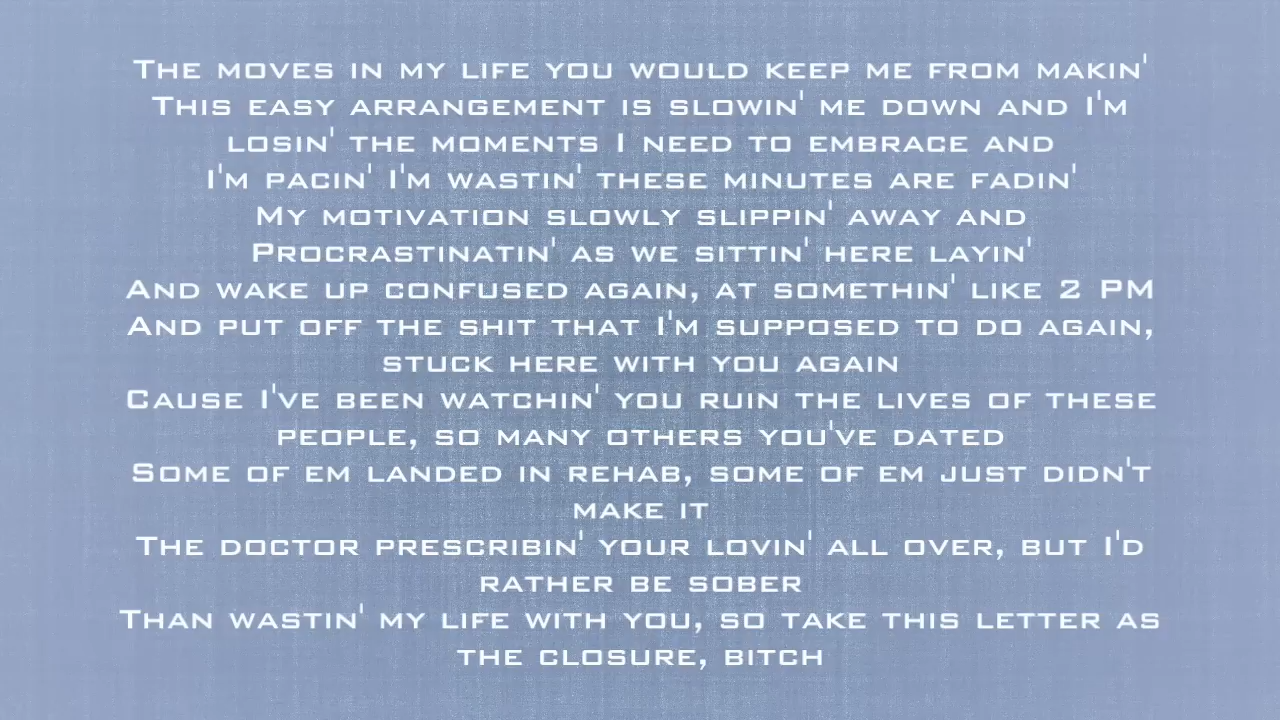 The moves in my life you would keep me from makin'
This easy arrangement is slowin' me down and I'm
losin' the moments I need to embrace and
I'm pacin' I'm wastin' these minutes are fadin'
My motivation slowly slippin' away and
Procrastinatin' as we sittin' here layin'
And wake up confused again, at somethin' like 2 PM
And put off the shit that I'm supposed to do again,
stuck here with you again
Cause I've been watchin' you ruin the lives of these
people, so many others you've dated
Some of em landed in rehab, some of em just didn't
make it
The doctor prescribin' your lovin' all over, but I'd
rather be sober
Than wastin' my life with you, so take this letter as
the closure, bitch